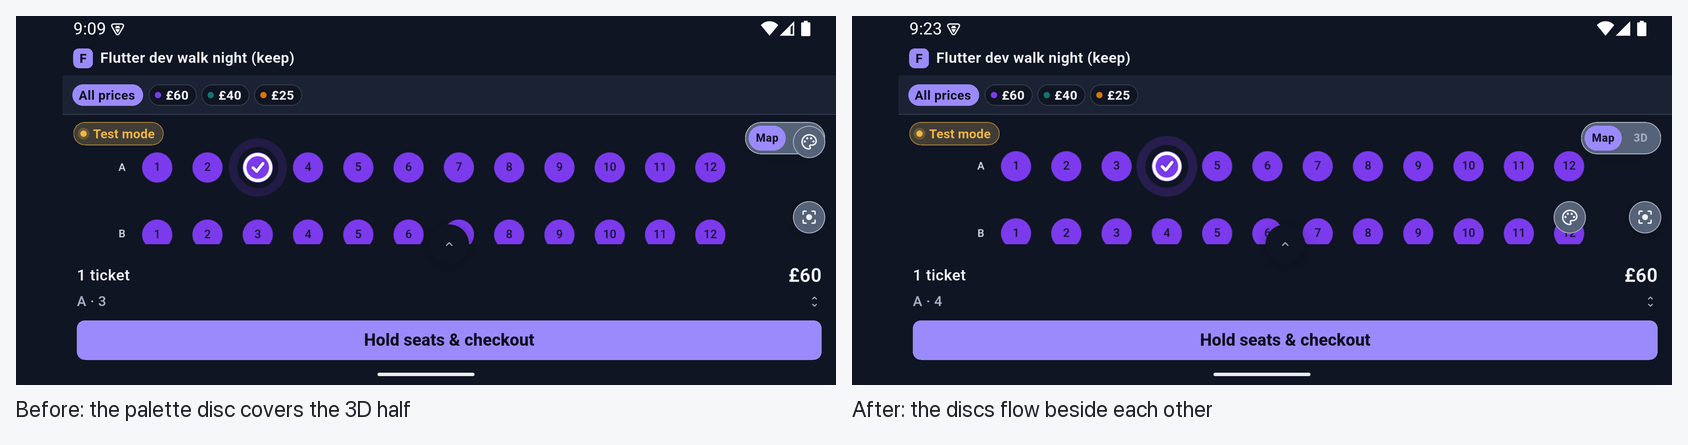 9:09
F Flutter dev walk night (keep)
All prices £60 £40 £25
Test mode
Map
A 1 2 4 5 6 7 8 9 10 11 12
B 1 2 3 4 5 6 8 9 10 11 12
1 ticket £60
A · 3
Hold seats & checkout
Before: the palette disc covers the 3D half
9:23
F Flutter dev walk night (keep)
All prices £60 £40 £25
Test mode
Map 3D
A 1 2 3 5 6 7 8 9 10 11 12
B 1 2 3 4 5 6 7 8 9 10 11 12
1 ticket £60
A · 4
Hold seats & checkout
After: the discs flow beside each other